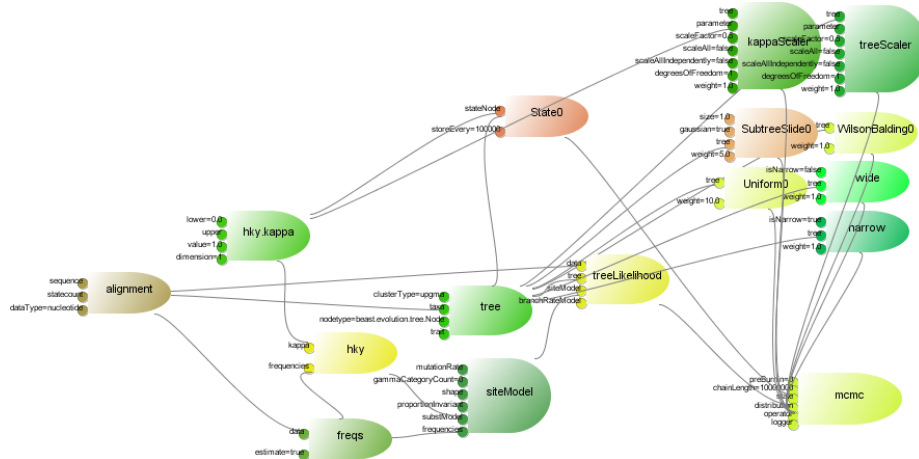 tree
parameter
scaleFactor=0.5
scaleAll=false
scaleAllIndependently=false
degreesOfFreedom=1
weight=1.0
kappaScaler
tree
parameter
scaleFactor=0.5
scaleAll=false
scaleAllIndependently=false
degreesOfFreedom=1
weight=1.0
treeScaler
stateNode
storeEvery=100000
State0
size=1.0
gaussian=true
tree
weight=5.0
SubtreeSlide0
tree
weight=1.0
WilsonBalding0
tree
weight=10.0
Uniform0
isNarrow=false
tree
weight=1.0
wide
isNarrow=true
tree
weight=1.0
narrow
lower=0.0
upper
value=1.0
dimension=1
hky.kappa
data
tree
siteModel
branchRateModel
treeLikelihood
sequence
statecount
dataType=nucleotide
alignment
clusterType=upgma
taxa
nodetype=beast.evolution.tree.Node
trait
tree
kappa
frequencies
hky
mutationRate
gammaCategoryCount=0
shape
proportionInvariant
substModel
frequencies
siteModel
data
estimate=true
freqs
preBurnin=0
state
distribution
operator
logger
mcmc